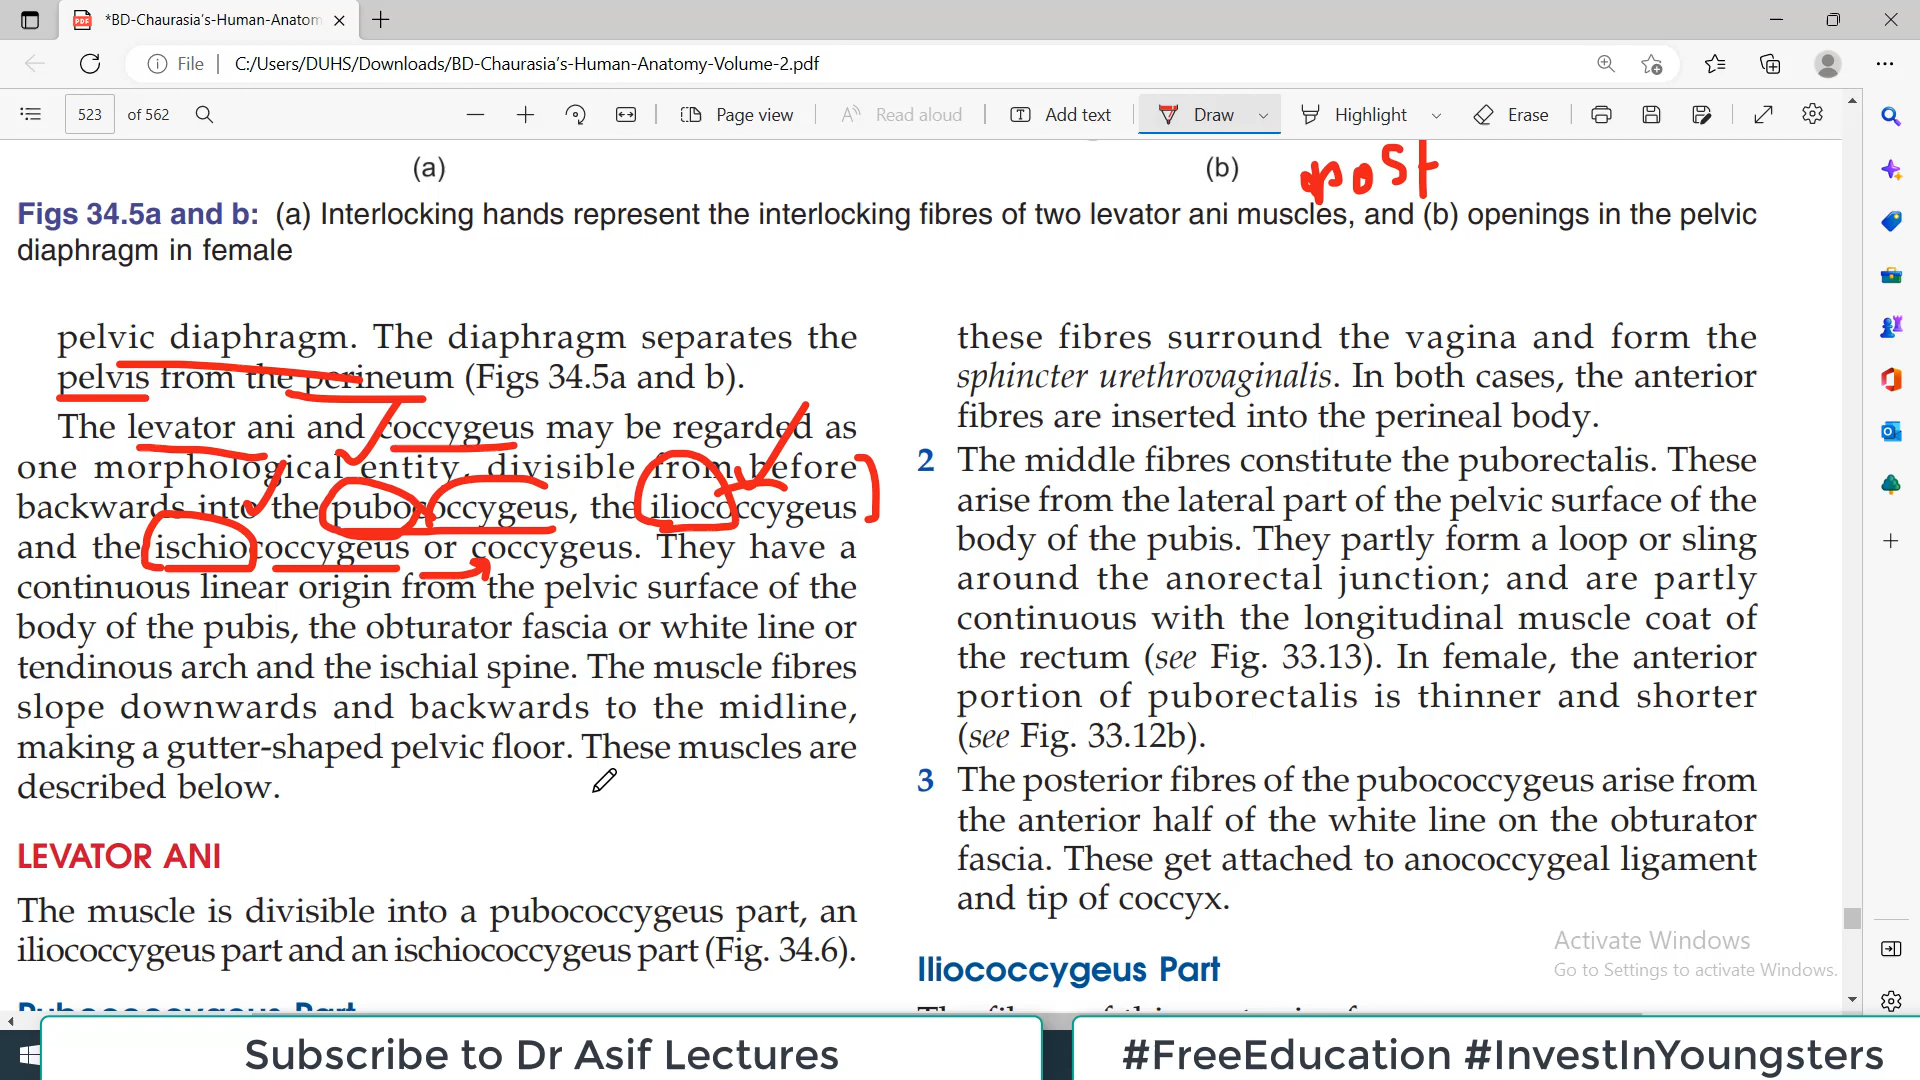 *BD-Chaurasia's-Human-Anatom
File
C:/Users/DUHS/Downloads/BD-Chaurasia's-Human-Anatomy-Volume-2.pdf
523 of 562
Page view
Read aloud
Add text
Draw
Highlight
Erase
(a)
(b)
post
Figs 34.5a and b: (a) Interlocking hands represent the interlocking fibres of two levator ani muscles, and (b) openings in the pelvic
diaphragm in female
pelvic diaphragm. The diaphragm separates the
pelvis from the perineum (Figs 34.5a and b).
The levator ani and coccygeus may be regarded as
one morphological entity, divisible from before
backwards into the pubococcygeus, the iliococcygeus
and the ischiococcygeus or coccygeus. They have a
continuous linear origin from the pelvic surface of the
body of the pubis, the obturator fascia or white line or
tendinous arch and the ischial spine. The muscle fibres
slope downwards and backwards to the midline,
making a gutter-shaped pelvic floor. These muscles are
described below.
LEVATOR ANI
The muscle is divisible into a pubococcygeus part, an
iliococcygeus part and an ischiococcygeus part (Fig. 34.6).
Pubococcygeus Part
these fibres surround the vagina and form the
sphincter urethrovaginalis. In both cases, the anterior
fibres are inserted into the perineal body.
2 The middle fibres constitute the puborectalis. These
arise from the lateral part of the pelvic surface of the
body of the pubis. They partly form a loop or sling
around the anorectal junction; and are partly
continuous with the longitudinal muscle coat of
the rectum (see Fig. 33.13). In female, the anterior
portion of puborectalis is thinner and shorter
(see Fig. 33.12b).
3 The posterior fibres of the pubococcygeus arise from
the anterior half of the white line on the obturator
fascia. These get attached to anococcygeal ligament
and tip of coccyx.
Iliococcygeus Part
Activate Windows
Go to Settings to activate Windows.
Subscribe to Dr Asif Lectures
#FreeEducation #InvestInYoungsters